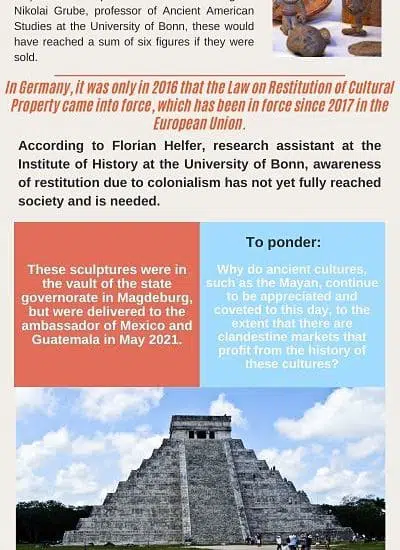 Nikolai Grube, professor of Ancient American
Studies at the University of Bonn, these would
have reached a sum of six figures if they were
sold.
In Germany, it was only in 2016 that the Law on Restitution of Cultural
Property came into force, which has been in force since 2017 in the
European Union.
According to Florian Helfer, research assistant at the
Institute of History at the University of Bonn, awareness
of restitution due to colonialism has not yet fully reached
society and is needed.
These sculptures were in
the vault of the state
governorate in Magdeburg,
but were delivered to the
ambassador of Mexico and
Guatemala in May 2021.
To ponder:
Why do ancient cultures,
such as the Mayan, continue
to be appreciated and
coveted to this day, to the
extent that there are
clandestine markets that
profit from the history of
these cultures?